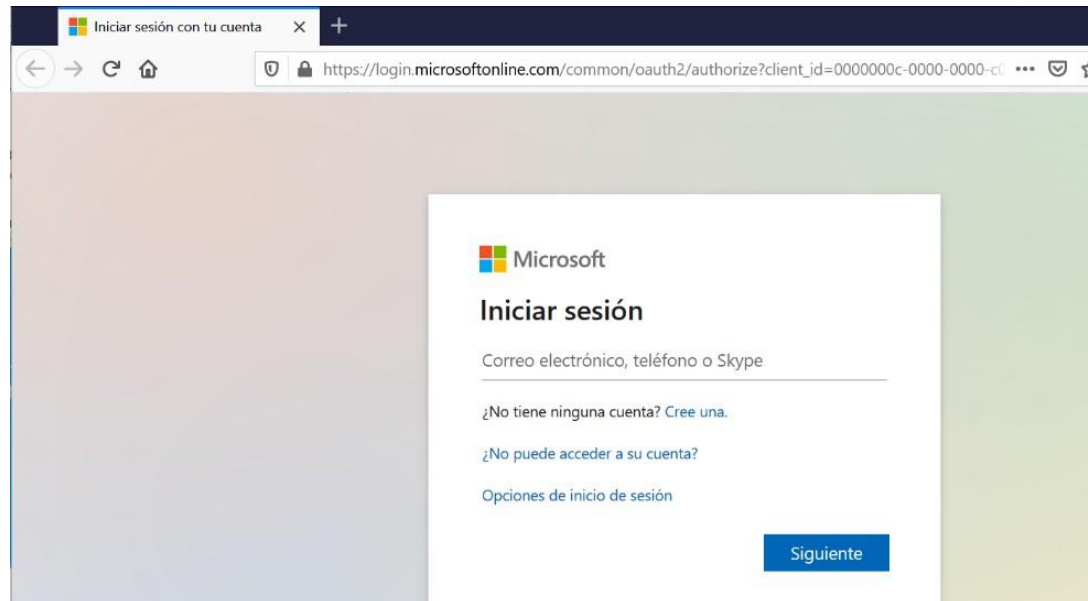 Iniciar sesión con tu cuenta
https://login.microsoftonline.com/common/oauth2/authorize?client_id=0000000c-0000-0000-c0
Microsoft
Iniciar sesión
Correo electrónico, teléfono o Skype
¿No tiene ninguna cuenta? Cree una.
¿No puede acceder a su cuenta?
Opciones de inicio de sesión
Siguiente